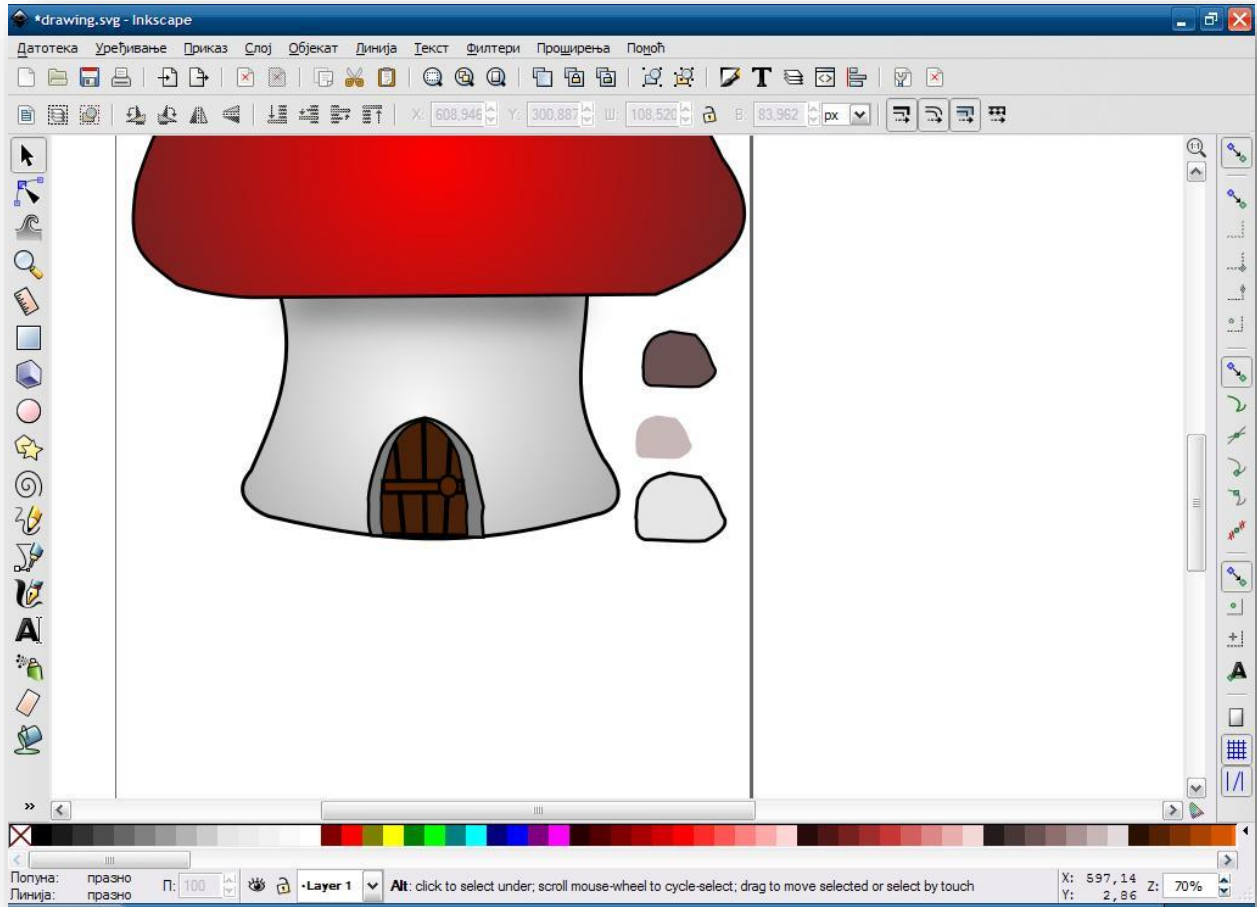 *drawing.svg - Inkscape
Датотека Уређивање Приказ Слој Објекат Линија Текст Филтери Проширења Помоћ
X: 608,946 Y: 300,887 Ш: 108,520 В: 83,962 px
Попуна: празно
Линија: празно
П: 100
•Layer 1
Alt: click to select under; scroll mouse-wheel to cycle-select; drag to move selected or select by touch
X: 597,14
Y: 2,86
Z: 70%